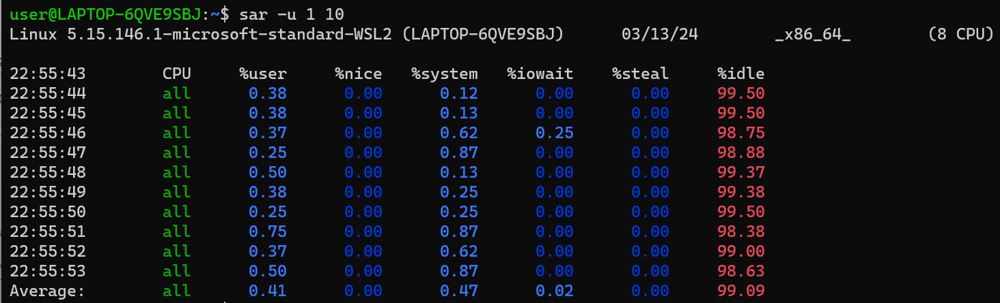 user@LAPTOP-6QVE9SBJ:~$ sar -u 1 10
Linux 5.15.146.1-microsoft-standard-WSL2 (LAPTOP-6QVE9SBJ) 03/13/24 _x86_64_ (8 CPU)
22:55:43 CPU %user %nice %system %iowait %steal %idle
22:55:44 all 0.38 0.00 0.12 0.00 0.00 99.50
22:55:45 all 0.38 0.00 0.13 0.00 0.00 99.50
22:55:46 all 0.37 0.00 0.62 0.25 0.00 98.75
22:55:47 all 0.25 0.00 0.87 0.00 0.00 98.88
22:55:48 all 0.50 0.00 0.13 0.00 0.00 99.37
22:55:49 all 0.38 0.00 0.25 0.00 0.00 99.38
22:55:50 all 0.25 0.00 0.25 0.00 0.00 99.50
22:55:51 all 0.75 0.00 0.87 0.00 0.00 98.38
22:55:52 all 0.37 0.00 0.62 0.00 0.00 99.00
22:55:53 all 0.50 0.00 0.87 0.00 0.00 98.63
Average: all 0.41 0.00 0.47 0.02 0.00 99.09